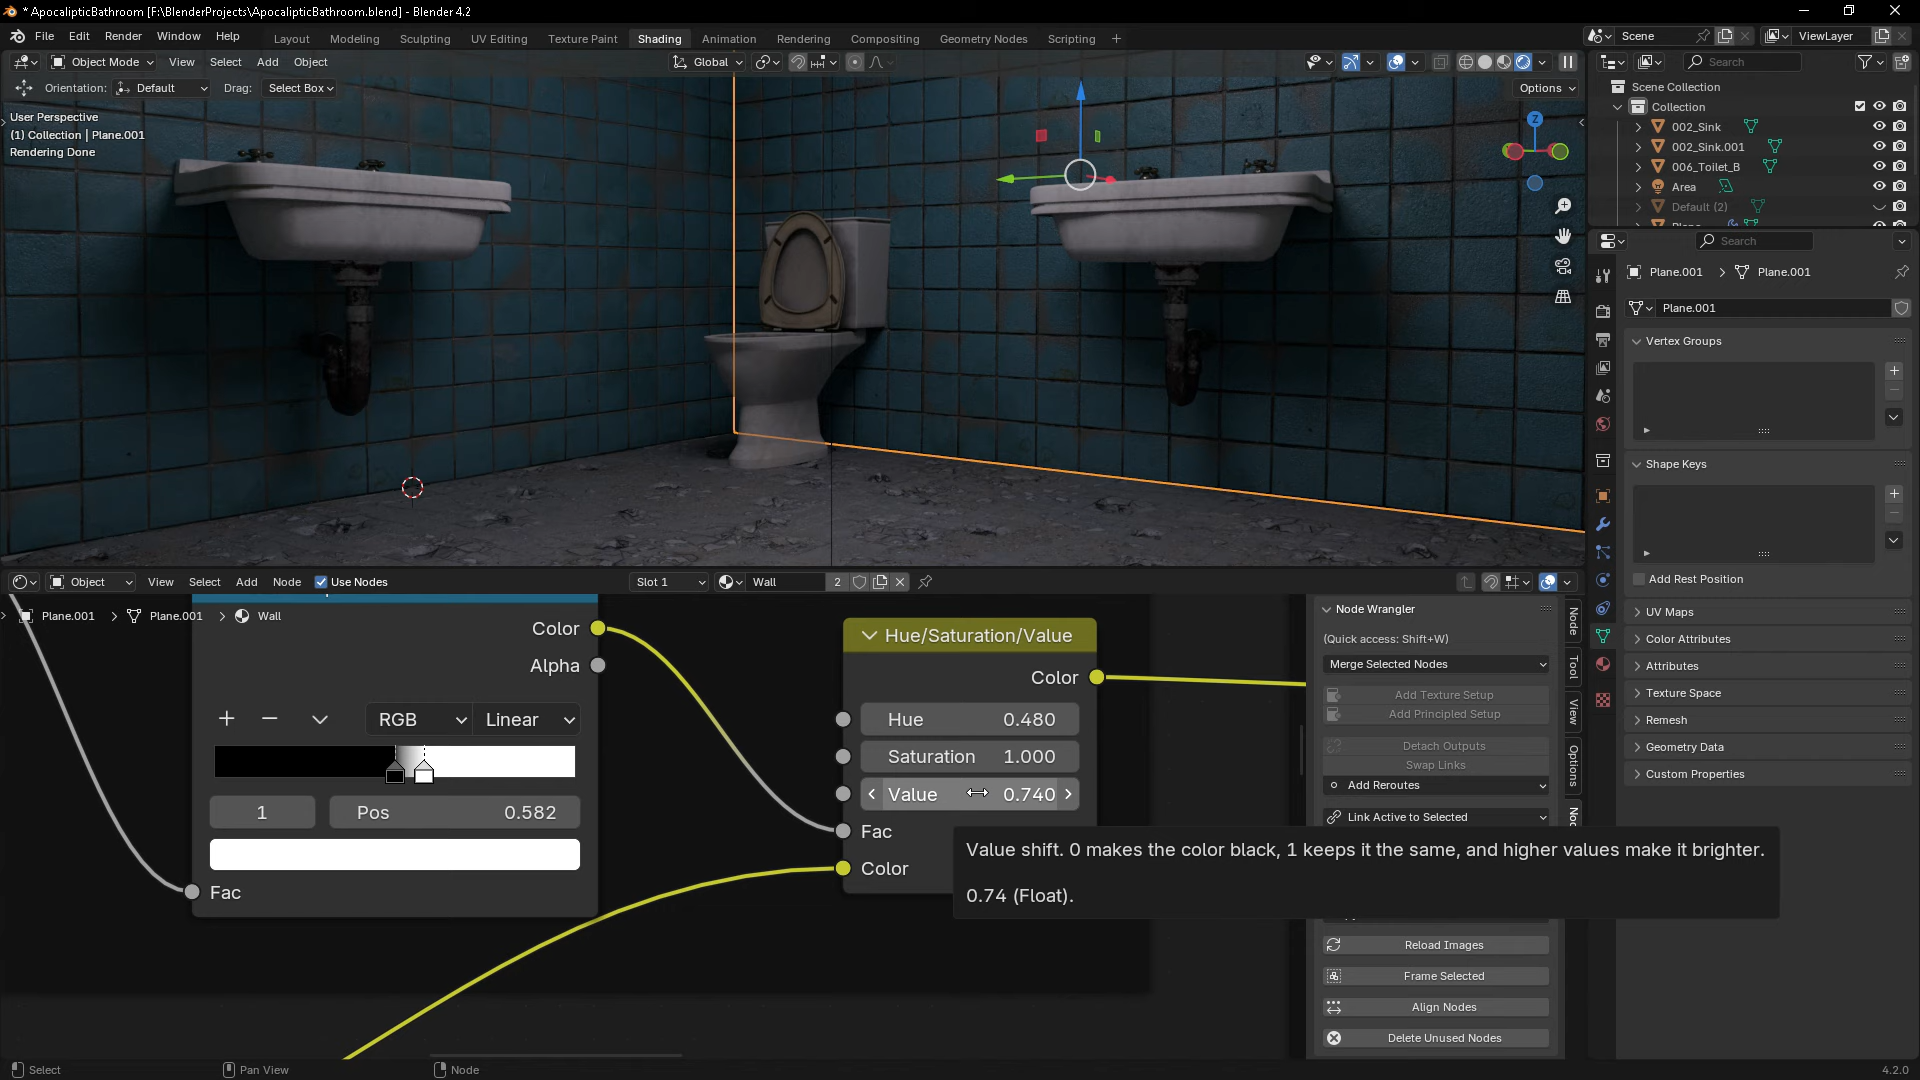 * ApocalipticBathroom [F:\BlenderProjects\ApocalipticBathroom.blend] - Blender 4.2
File Edit Render Window Help
Layout Modeling Sculpting UV Editing Texture Paint Shading Animation Rendering Compositing Geometry Nodes Scripting +
Scene
ViewLayer
Object Mode View Select Add Object
Global
Search
Orientation: Default Drag: Select Box
Options
User Perspective
(1) Collection | Plane.001
Rendering Done
Z
Scene Collection
Collection
002_Sink
002_Sink.001
006_Toilet_B
Area
Default (2)
Search
Plane.001 > Plane.001
Plane.001
Vertex Groups
Shape Keys
Add Rest Position
UV Maps
Color Attributes
Attributes
Texture Space
Remesh
Geometry Data
Custom Properties
Object View Select Add Node Use Nodes
Slot 1
Wall 2
Plane.001 > Plane.001 > Wall
Color
Alpha
RGB
Linear
1
Pos 0.582
Fac
Hue/Saturation/Value
Color
Hue 0.480
Saturation 1.000
Value 0.740
Fac
Color
Value shift. 0 makes the color black, 1 keeps it the same, and higher values make it brighter.
0.74 (Float).
Node Wrangler
(Quick access: Shift+W)
Merge Selected Nodes
Add Texture Setup
Add Principled Setup
Detach Outputs
Swap Links
Add Reroutes
Link Active to Selected
Reload Images
Frame Selected
Align Nodes
Delete Unused Nodes
Node
Tool
View
Options
Select
Pan View
Node
4.2.0